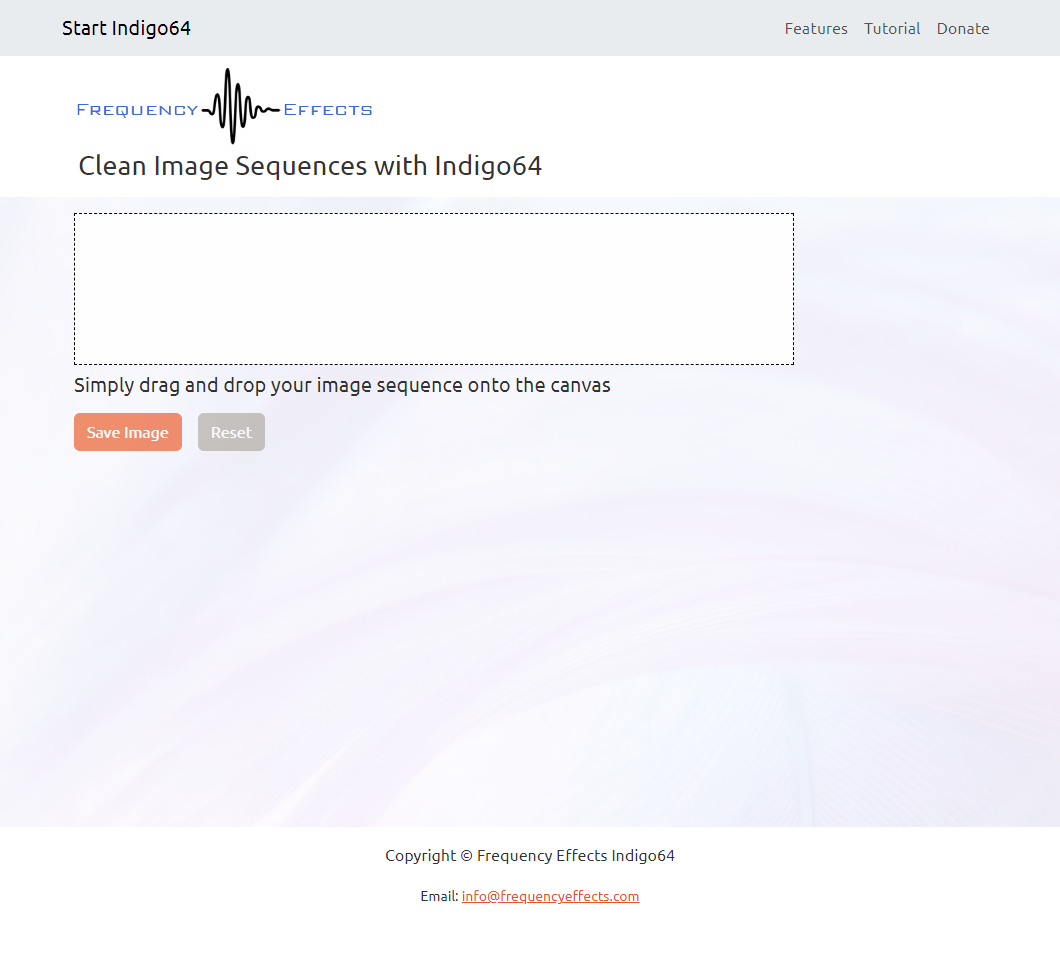 Start Indigo64 Features Tutorial Donate
Frequency Effects
Clean Image Sequences with Indigo64
Simply drag and drop your image sequence onto the canvas
Save Image Reset
Copyright © Frequency Effects Indigo64
Email: info@frequencyeffects.com